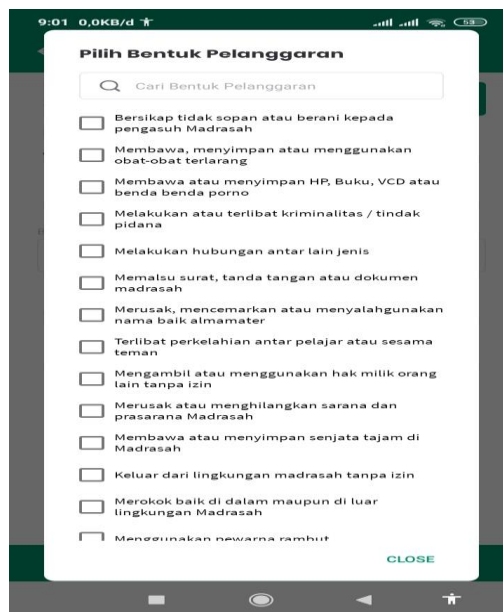 9:01 0,0KB/d
53
Pilih Bentuk Pelanggaran
Cari Bentuk Pelanggaran
Bersikap tidak sopan atau berani kepada
pengasuh Madrasah
Membawa, menyimpan atau menggunakan
obat-obat terlarang
Membawa atau menyimpan HP, Buku, VCD atau
benda benda porno
Melakukan atau terlibat kriminalitas / tindak
pidana
Melakukan hubungan antar lain jenis
Memalsu surat, tanda tangan atau dokumen
madrasah
Merusak, mencemarkan atau menyalahgunakan
nama baik almamater
Terlibat perkelahian antar pelajar atau sesama
teman
Mengambil atau menggunakan hak milik orang
lain tanpa izin
Merusak atau menghilangkan sarana dan
prasarana Madrasah
Membawa atau menyimpan senjata tajam di
Madrasah
Keluar dari lingkungan madrasah tanpa izin
Merokok baik di dalam maupun di luar
lingkungan Madrasah
Menggunakan pewarna rambut
CLOSE